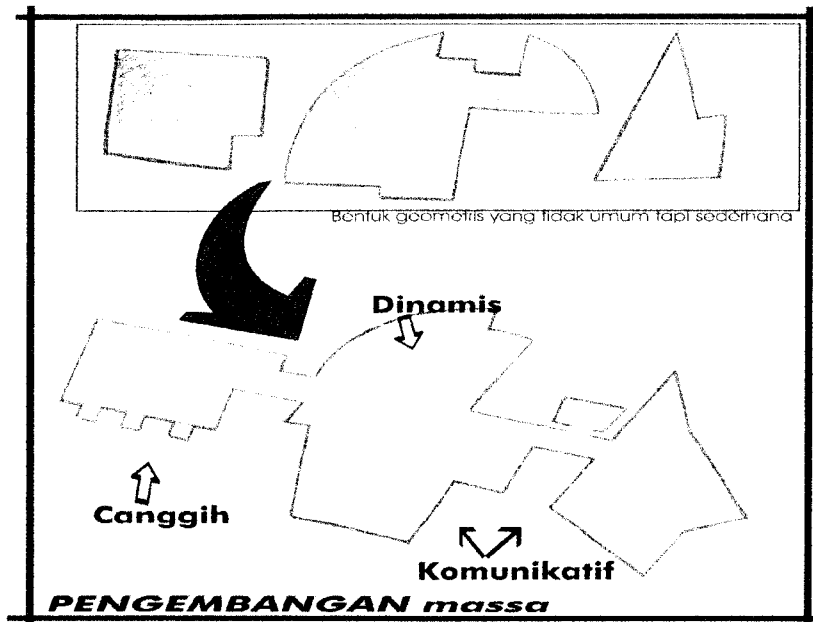 Bentuk geometris yang tidak umum tapi sederhana
Dinamis
Canggih
Komunikatif
PENGEMBANGAN massa